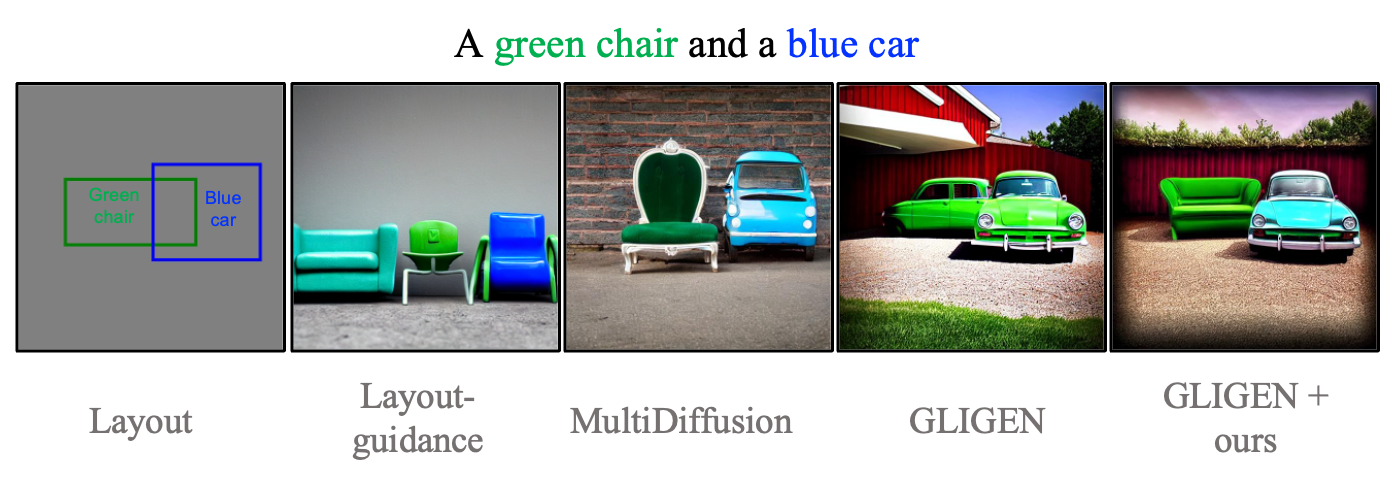 A green chair and a blue car
Green
chair
Blue
car
Layout
Layout-
guidance
MultiDiffusion
GLIGEN
GLIGEN +
ours